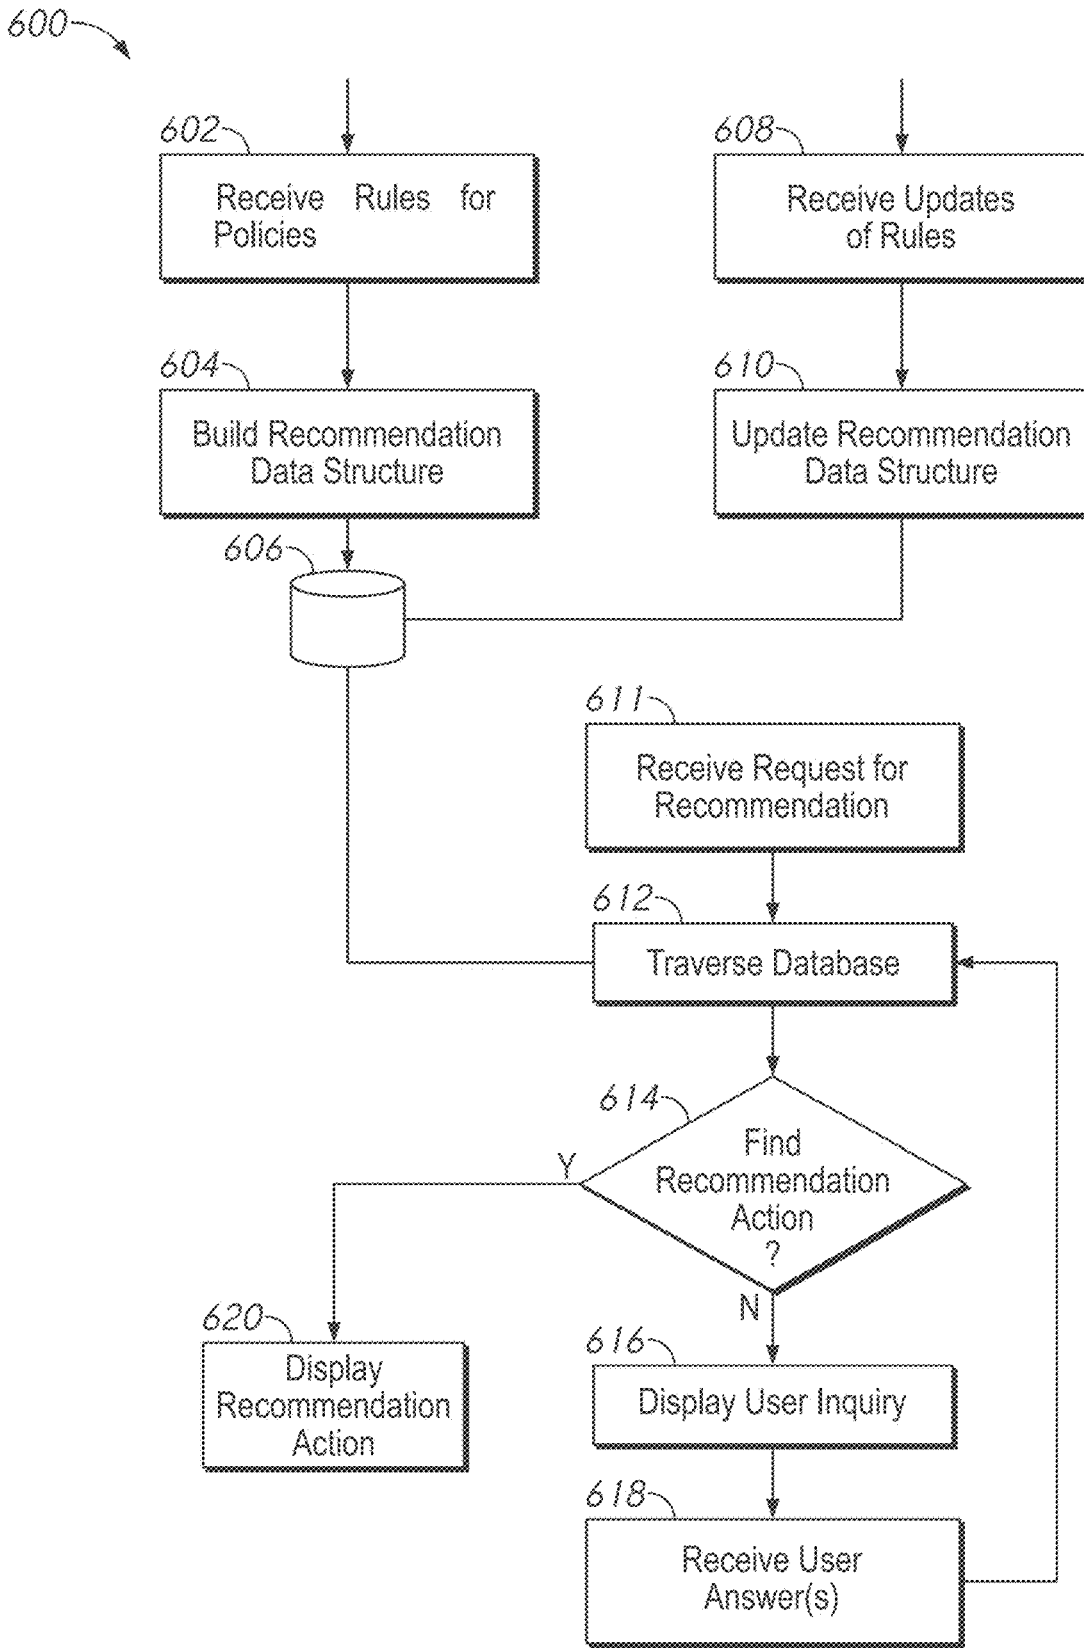 600
602
Receive Rules for
Policies
608
Receive Updates
of Rules
604
Build Recommendation
Data Structure
610
Update Recommendation
Data Structure
606
611
Receive Request for
Recommendation
612
Traverse Database
614
Find
Recommendation
Action
?
Y
N
620
Display
Recommendation
Action
616
Display User Inquiry
618
Receive User
Answer(s)